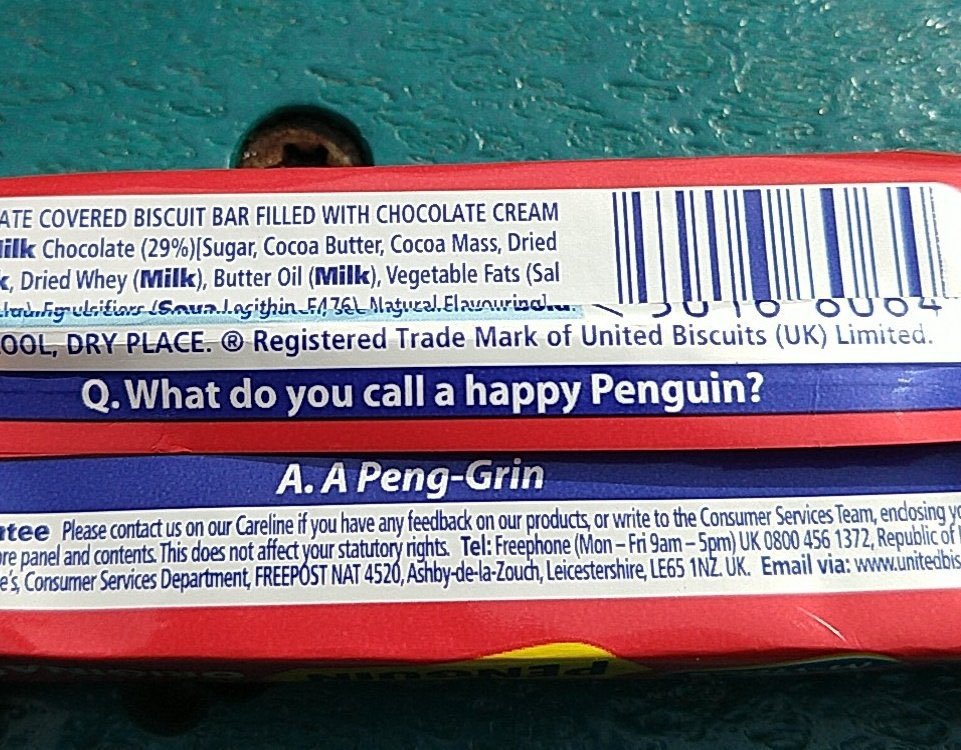 ATE COVERED BISCUIT BAR FILLED WITH CHOCOLATE CREAM
ilk Chocolate (29%)[Sugar, Cocoa Butter, Cocoa Mass, Dried
k, Dried Whey (Milk), Butter Oil (Milk), Vegetable Fats (Sal
OOL, DRY PLACE. ® Registered Trade Mark of United Biscuits (UK) Limited.
Q. What do you call a happy Penguin?
A. A Peng-Grin
tee Please contact us on our Careline if you have any feedback on our products, or write to the Consumer Services Team, enclosing yo
re panel and contents. This does not affect your statutory rights. Tel: Freephone (Mon – Fri 9am – 5pm) UK 0800 456 1372, Republic of
e's, Consumer Services Department, FREEPOST NAT 4520, Ashby-de-la-Zouch, Leicestershire, LE65 1NZ. UK. Email via: www.unitedbis
PENGUIN